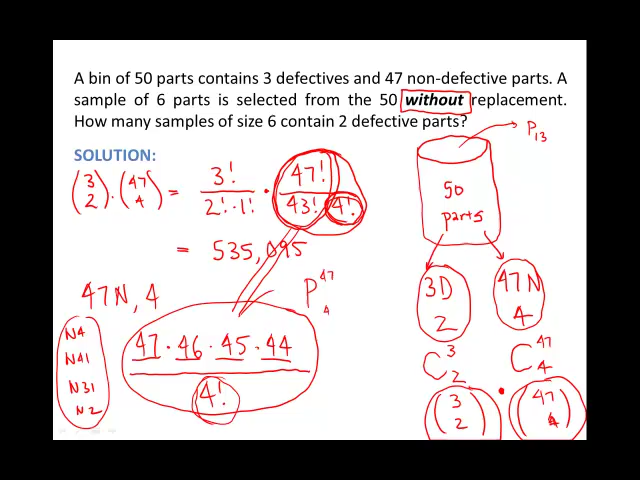 A bin of 50 parts contains 3 defectives and 47 non-defective parts. A
sample of 6 parts is selected from the 50 without replacement.
How many samples of size 6 contain 2 defective parts?
SOLUTION:
(3 2) · (47 4) = 3! / 2!·1! · 47! / 43! 4!
= 535,095
P13
50
parts
3D
2
47N
4
C 3 2
C 47 4
(3 2) · (47 4)
47N, 4
P 47 4
N4
N41
N31
N2
47 · 46 · 45 · 44
4!